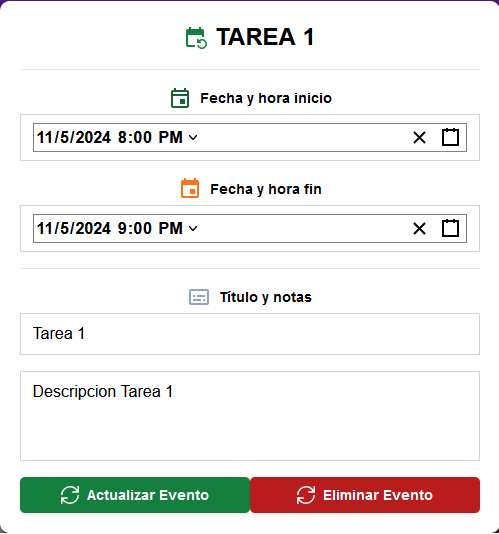 TAREA 1
Fecha y hora inicio
11/5/2024 8:00 PM
Fecha y hora fin
11/5/2024 9:00 PM
Título y notas
Tarea 1
Descripcion Tarea 1
Actualizar Evento Eliminar Evento